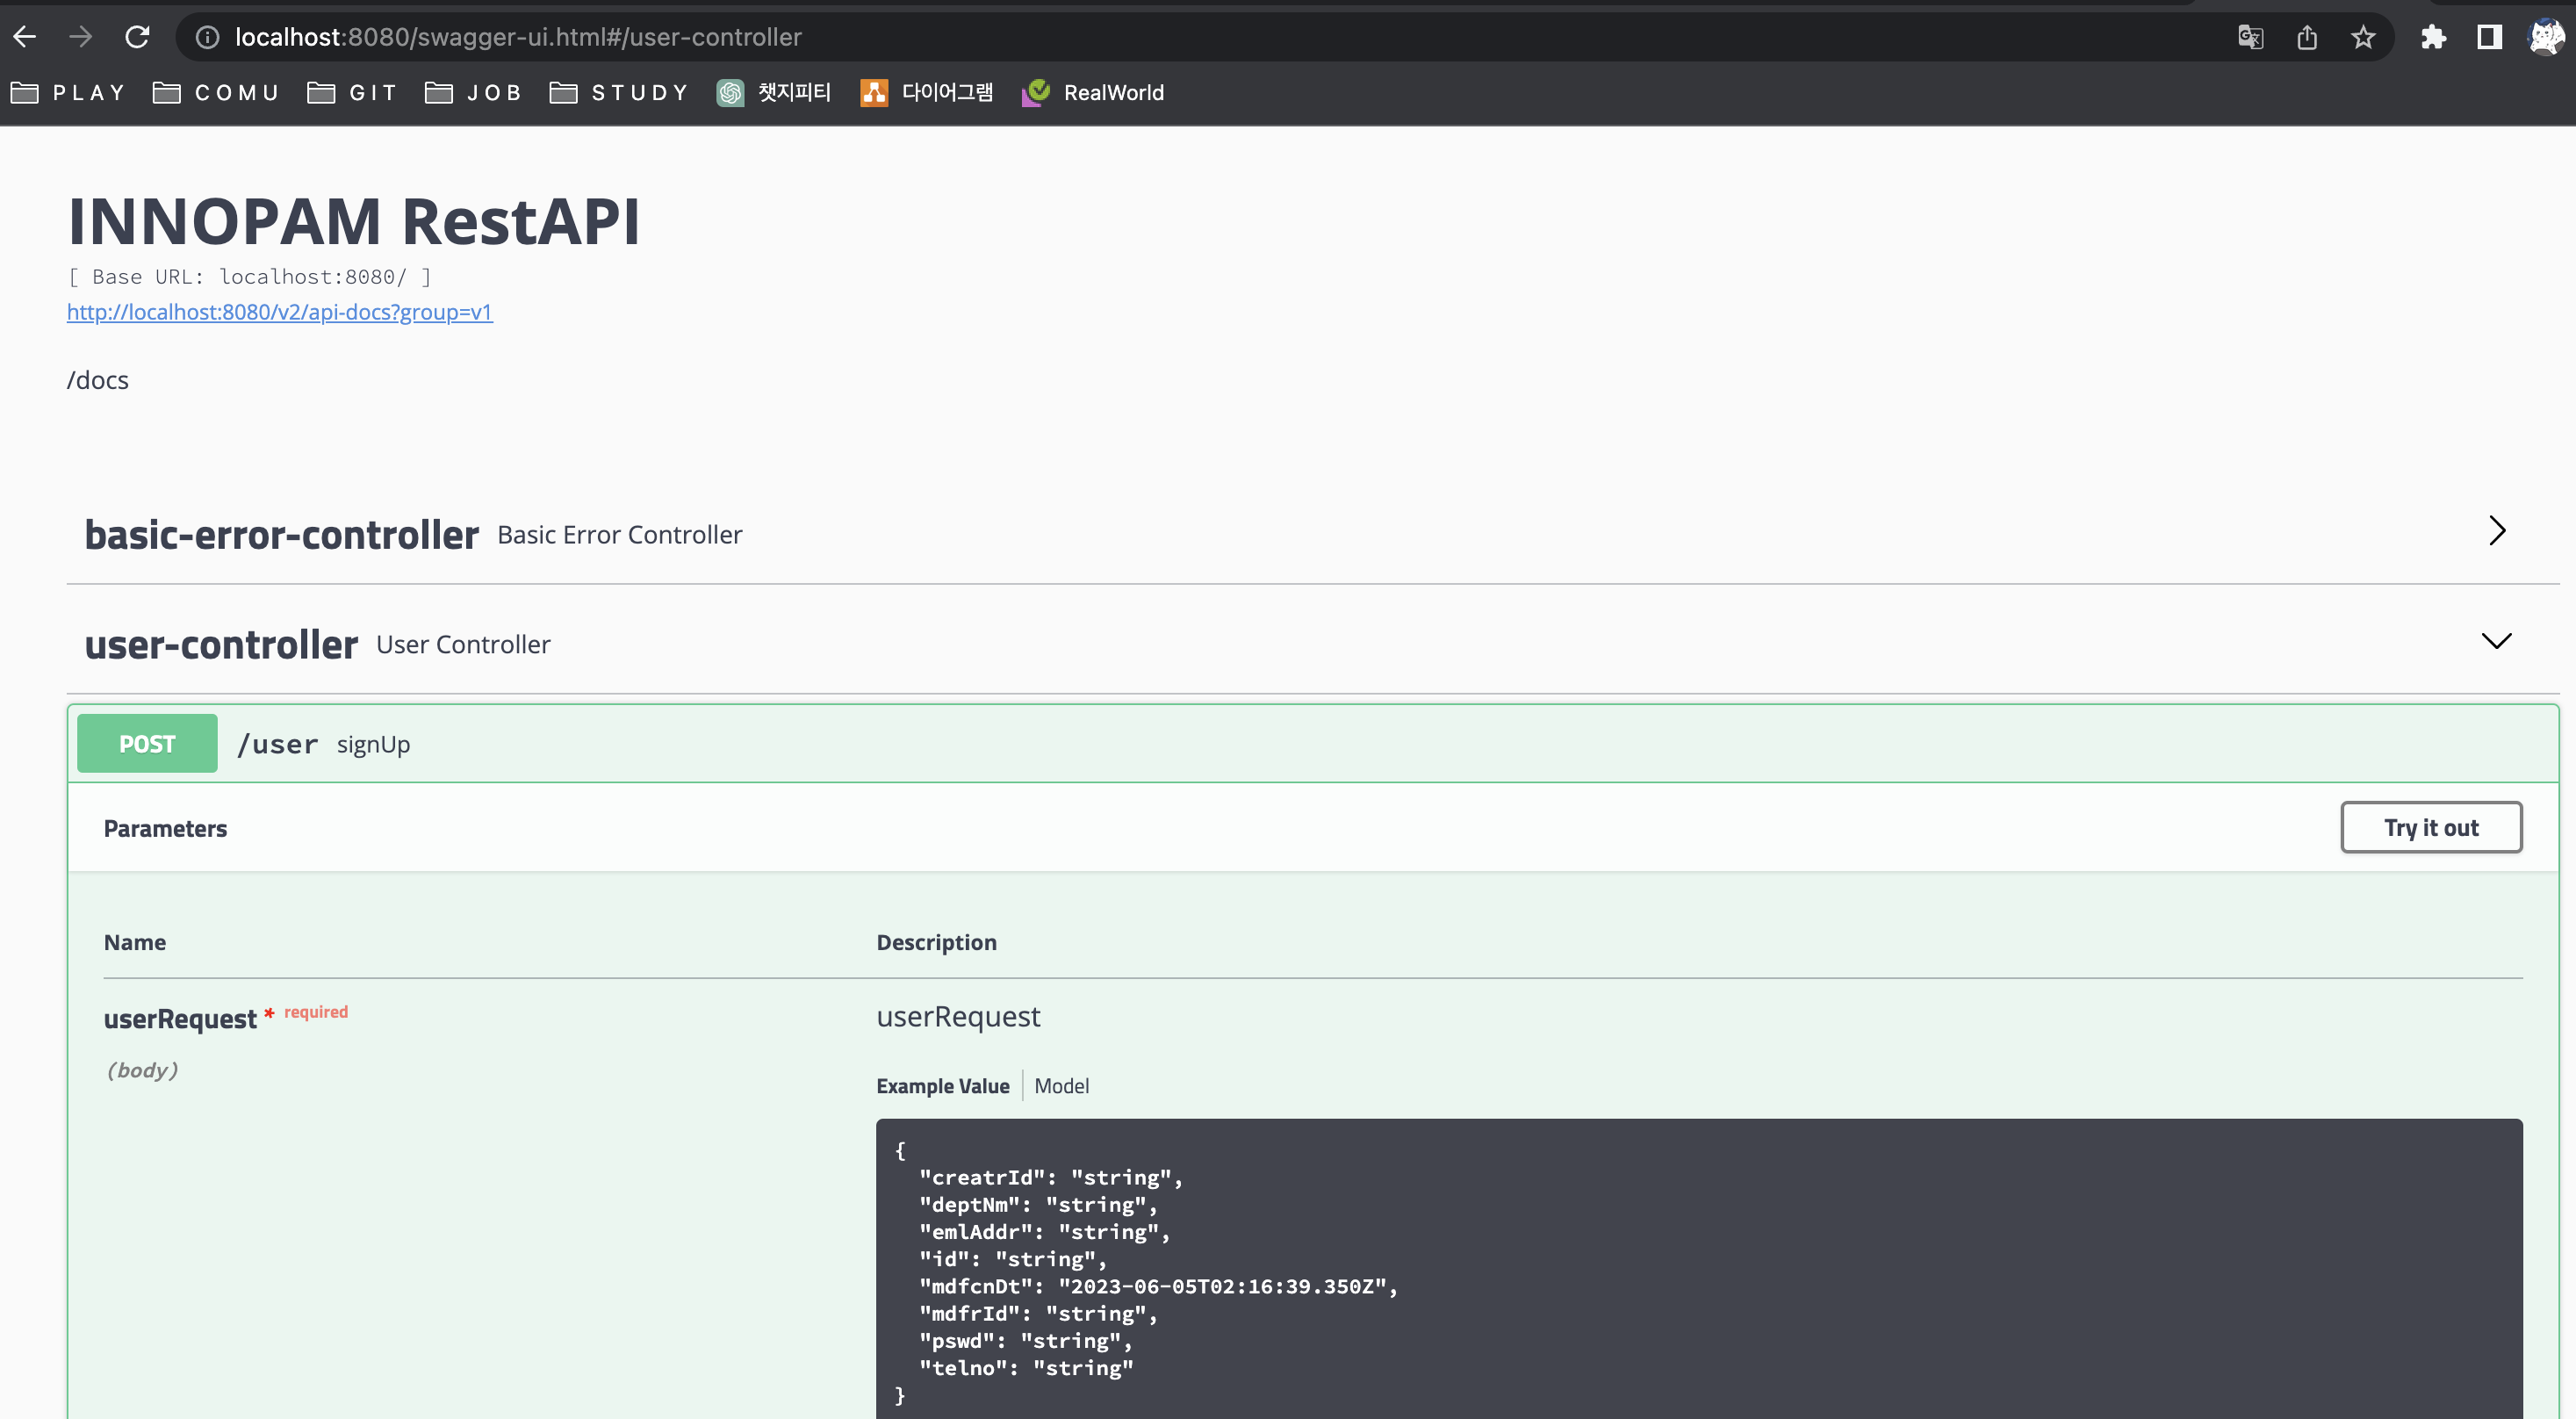 localhost:8080/swagger-ui.html#/user-controller
PLAY COMU GIT JOB STUDY 챗지피티 다이어그램 RealWorld
INNOPAM RestAPI
[ Base URL: localhost:8080/ ]
http://localhost:8080/v2/api-docs?group=v1
/docs
basic-error-controller Basic Error Controller
user-controller User Controller
POST /user signUp
Parameters Try it out
Name Description
userRequest * required userRequest
(body)
Example Value Model
{
"creatrId": "string",
"deptNm": "string",
"emlAddr": "string",
"id": "string",
"mdfcnDt": "2023-06-05T02:16:39.350Z",
"mdfrId": "string",
"pswd": "string",
"telno": "string"
}